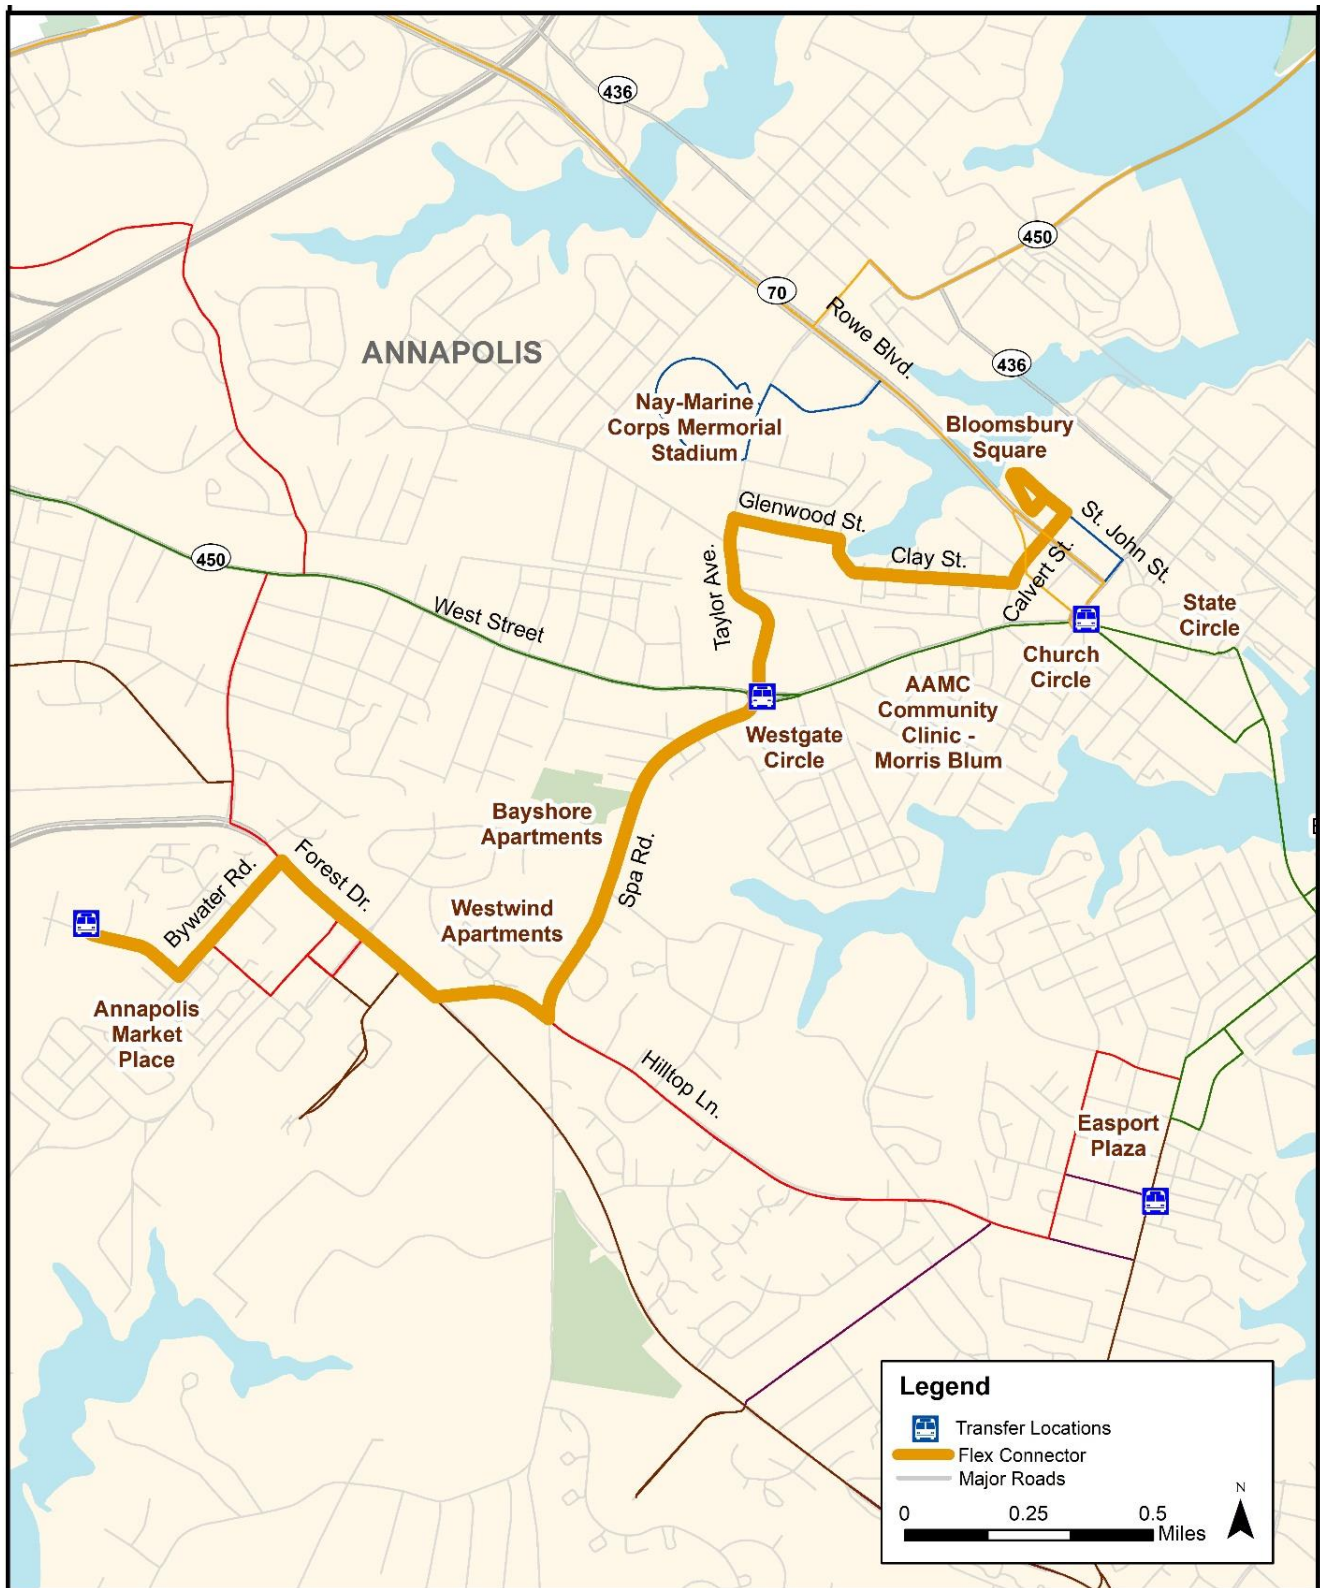 436
450
70
Rowe Blvd.
436
ANNAPOLIS
Nay-Marine
Corps Mermorial
Stadium
Bloomsbury
Square
Glenwood St.
St. John St.
Clay St.
Calvert St.
450
Taylor Ave.
West Street
State
Circle
Church
Circle
AAMC
Community
Clinic -
Morris Blum
Westgate
Circle
Bayshore
Apartments
Spa Rd.
Forest Dr.
Bywater Rd.
Westwind
Apartments
Annapolis
Market
Place
Hilltop Ln.
Easport
Plaza
Legend
Transfer Locations
Flex Connector
Major Roads
N
0 0.25 0.5
Miles